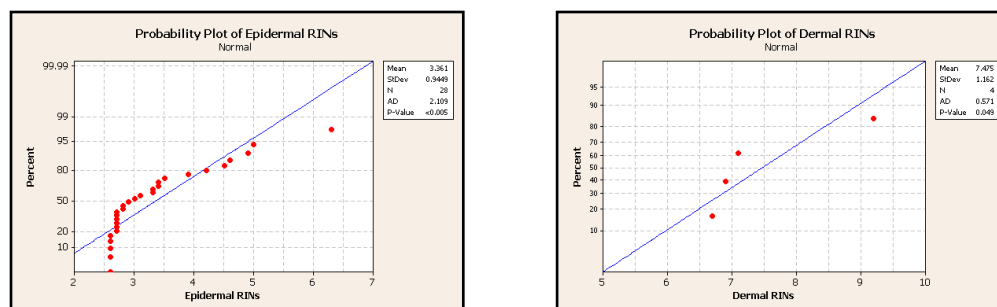 Probability Plot of Epidermal RINs
Normal
Percent
99.99
99
95
80
50
20
10
2 3 4 5 6 7
Epidermal RINs
Mean 3.361
StDev 0.9449
N 28
AD 2.109
P-Value <0.005
Probability Plot of Dermal RINs
Normal
Percent
95
90
80
70
60
50
40
30
20
10
5 6 7 8 9 10
Dermal RINs
Mean 7.475
StDev 1.162
N 4
AD 0.571
P-Value 0.049